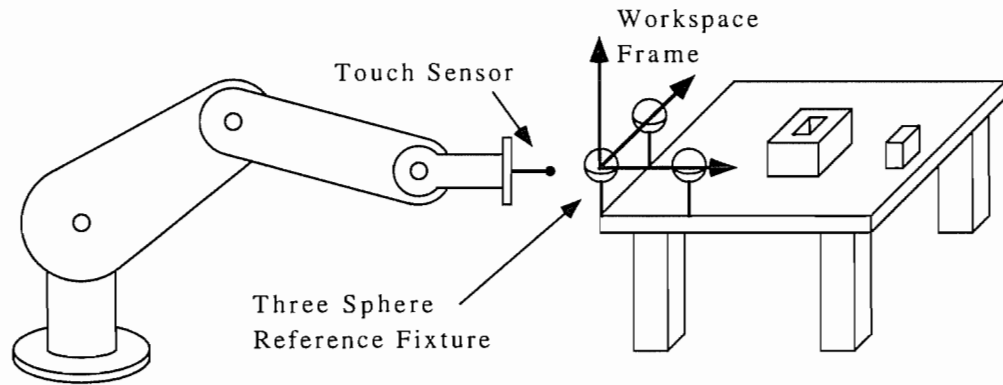 Workspace
Frame
Touch Sensor
Three Sphere
Reference Fixture